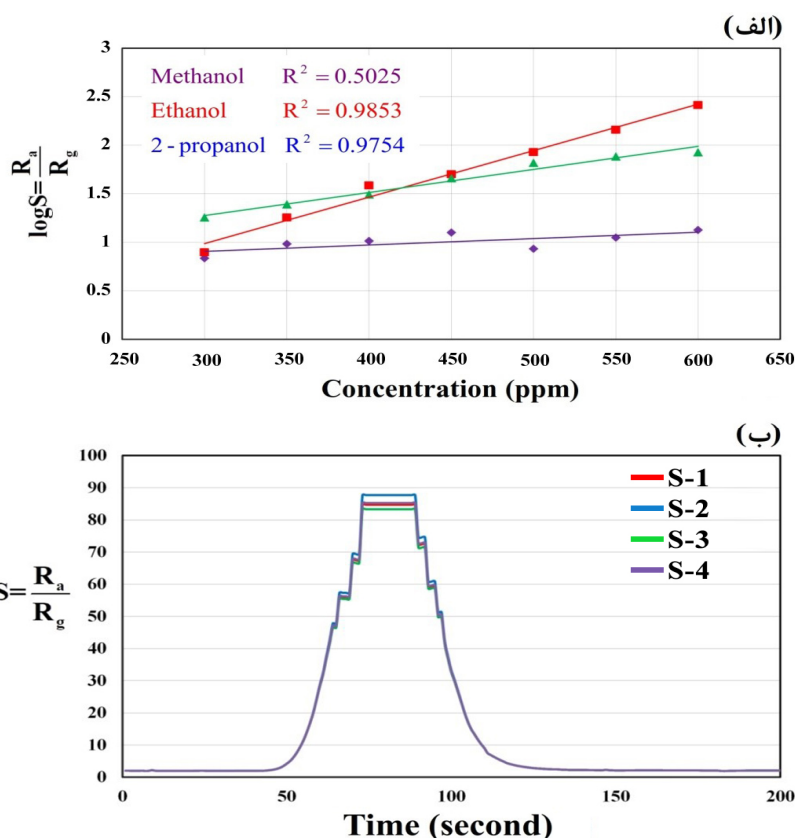 (الف)
Methanol R² = 0.5025
Ethanol R² = 0.9853
2-propanol R² = 0.9754
logS= Ra/Rg
3
2.5
2
1.5
1
0.5
0
250 300 350 400 450 500 550 600 650
Concentration (ppm)
(ب)
S-1
S-2
S-3
S-4
S= Ra/Rg
100
90
80
70
60
50
40
30
20
10
0
0 50 100 150 200
Time (second)